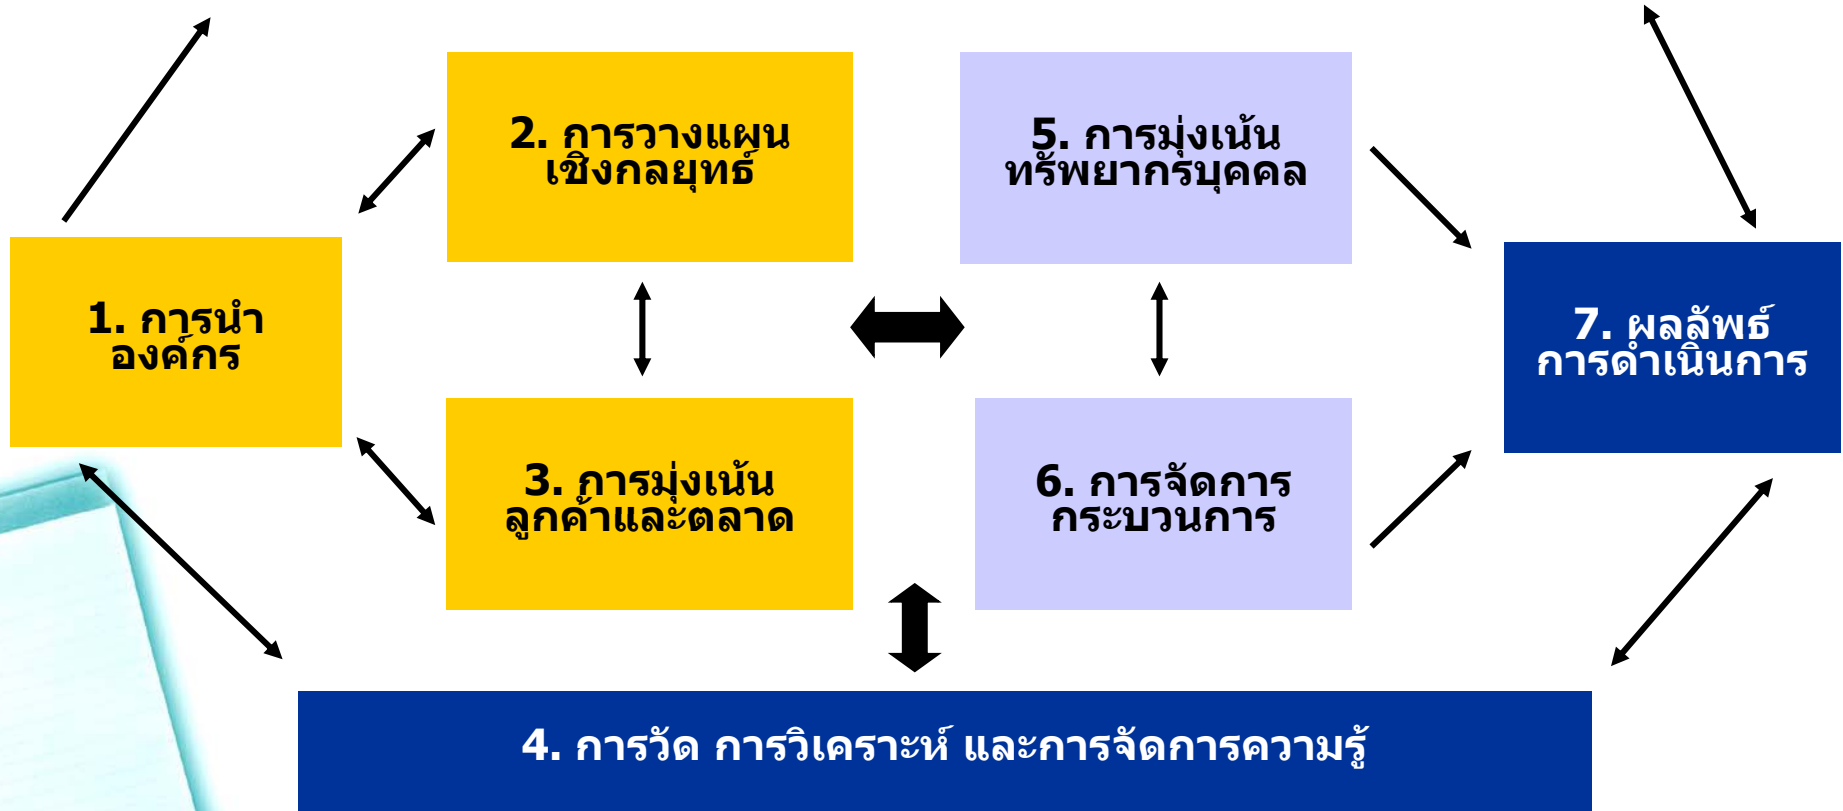 1. การนำ
องค์กร
2. การวางแผน
เชิงกลยุทธ์
3. การมุ่งเน้น
ลูกค้าและตลาด
5. การมุ่งเน้น
ทรัพยากรบุคคล
6. การจัดการ
กระบวนการ
7. ผลลัพธ์
การดำเนินการ
4. การวัด การวิเคราะห์ และการจัดการความรู้